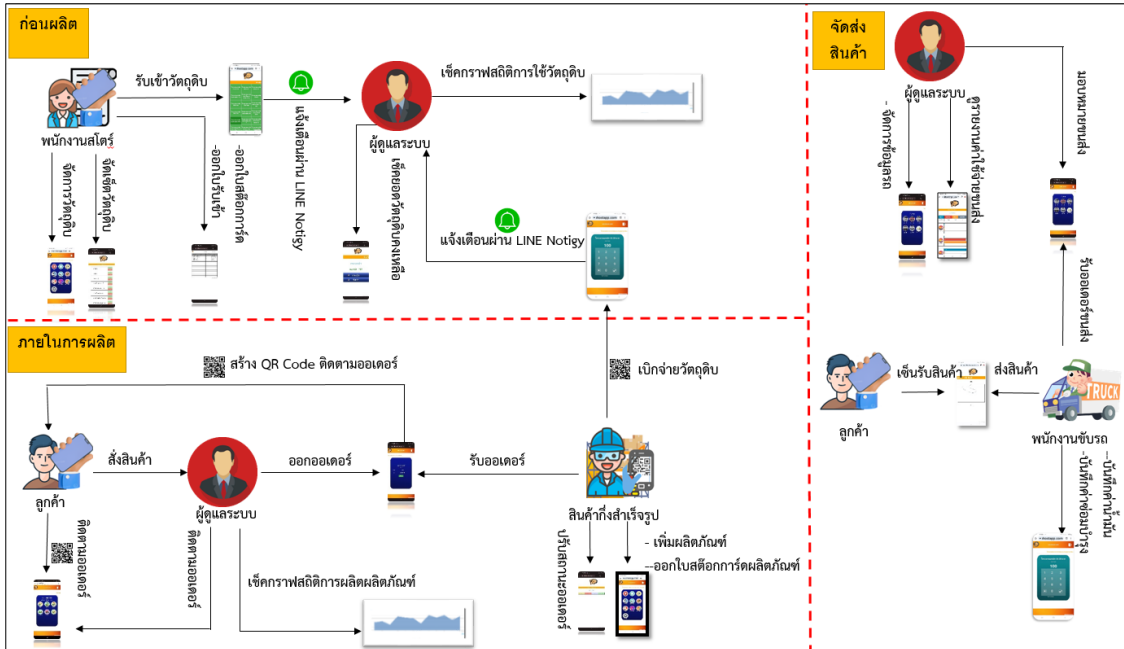 ก่อนผลิต
รับเข้าวัตถุดิบ
พนักงานสโตร์
จัดการวัตถุดิบ
จัดเซ็ตวัตถุดิบ
-ออกใบรับเข้า
-ออกใบสต๊อกการ์ด
แจ้งเตือนผ่าน LINE Notigy
ผู้ดูแลระบบ
เช็คกราฟสถิติการใช้วัตถุดิบ
เช็คยอดวัตถุดิบคงเหลือ
แจ้งเตือนผ่าน LINE Notigy
ภายในการผลิต
สร้าง QR Code ติดตามออเดอร์
เบิกจ่ายวัตถุดิบ
สั่งสินค้า
ออกออเดอร์
รับออเดอร์
ลูกค้า
ผู้ดูแลระบบ
สินค้ากึ่งสำเร็จรูป
ติดตามออเดอร์
ติดตามออเดอร์
เช็คกราฟสถิติการผลิตผลิตภัณฑ์
ปรับสถานะออเดอร์
- เพิ่มผลิตภัณฑ์
--ออกใบสต๊อกการ์ดผลิตภัณฑ์
จัดส่ง
สินค้า
ผู้ดูแลระบบ
- จัดการข้อมูลรถ
ดูรายงานค่าใช้จ่ายขนส่ง
มอบหมายขนส่ง
รับออเดอร์ขนส่ง
เซ็นรับสินค้า
ส่งสินค้า
TRUCK
ลูกค้า
พนักงานขับรถ
--บันทึกค่าน้ำมัน
-บันทึกค่าซ่อมบำรุง